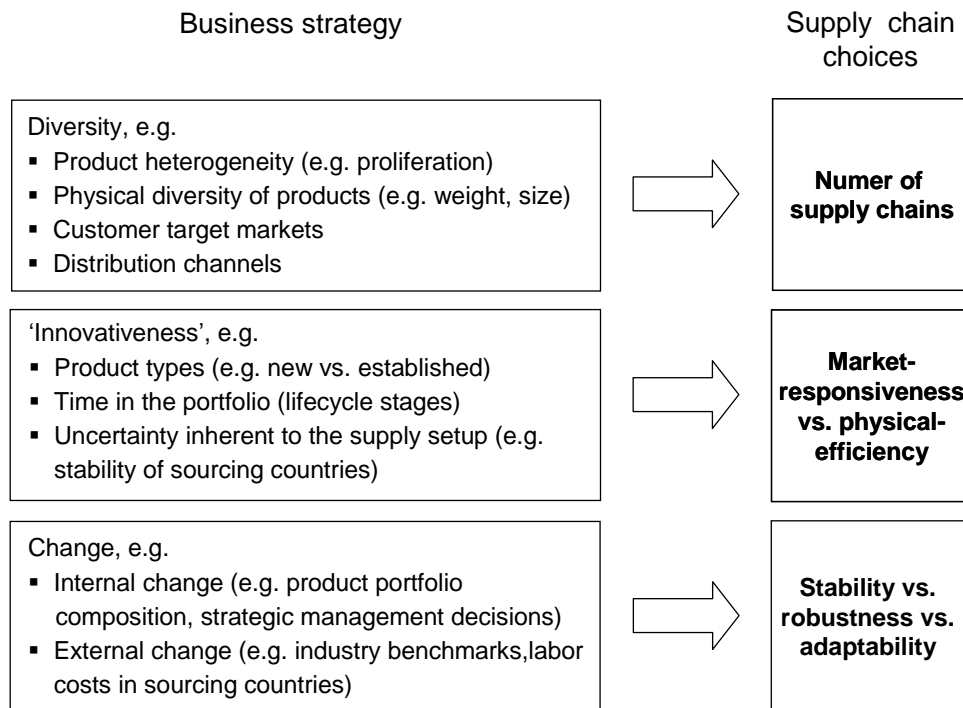 Business strategy
Supply chain
choices
Diversity, e.g.
▪ Product heterogeneity (e.g. proliferation)
▪ Physical diversity of products (e.g. weight, size)
▪ Customer target markets
▪ Distribution channels
Numer of
supply chains
‘Innovativeness’, e.g.
▪ Product types (e.g. new vs. established)
▪ Time in the portfolio (lifecycle stages)
▪ Uncertainty inherent to the supply setup (e.g.
stability of sourcing countries)
Market-
responsiveness
vs. physical-
efficiency
Change, e.g.
▪ Internal change (e.g. product portfolio
composition, strategic management decisions)
▪ External change (e.g. industry benchmarks,labor
costs in sourcing countries)
Stability vs.
robustness vs.
adaptability